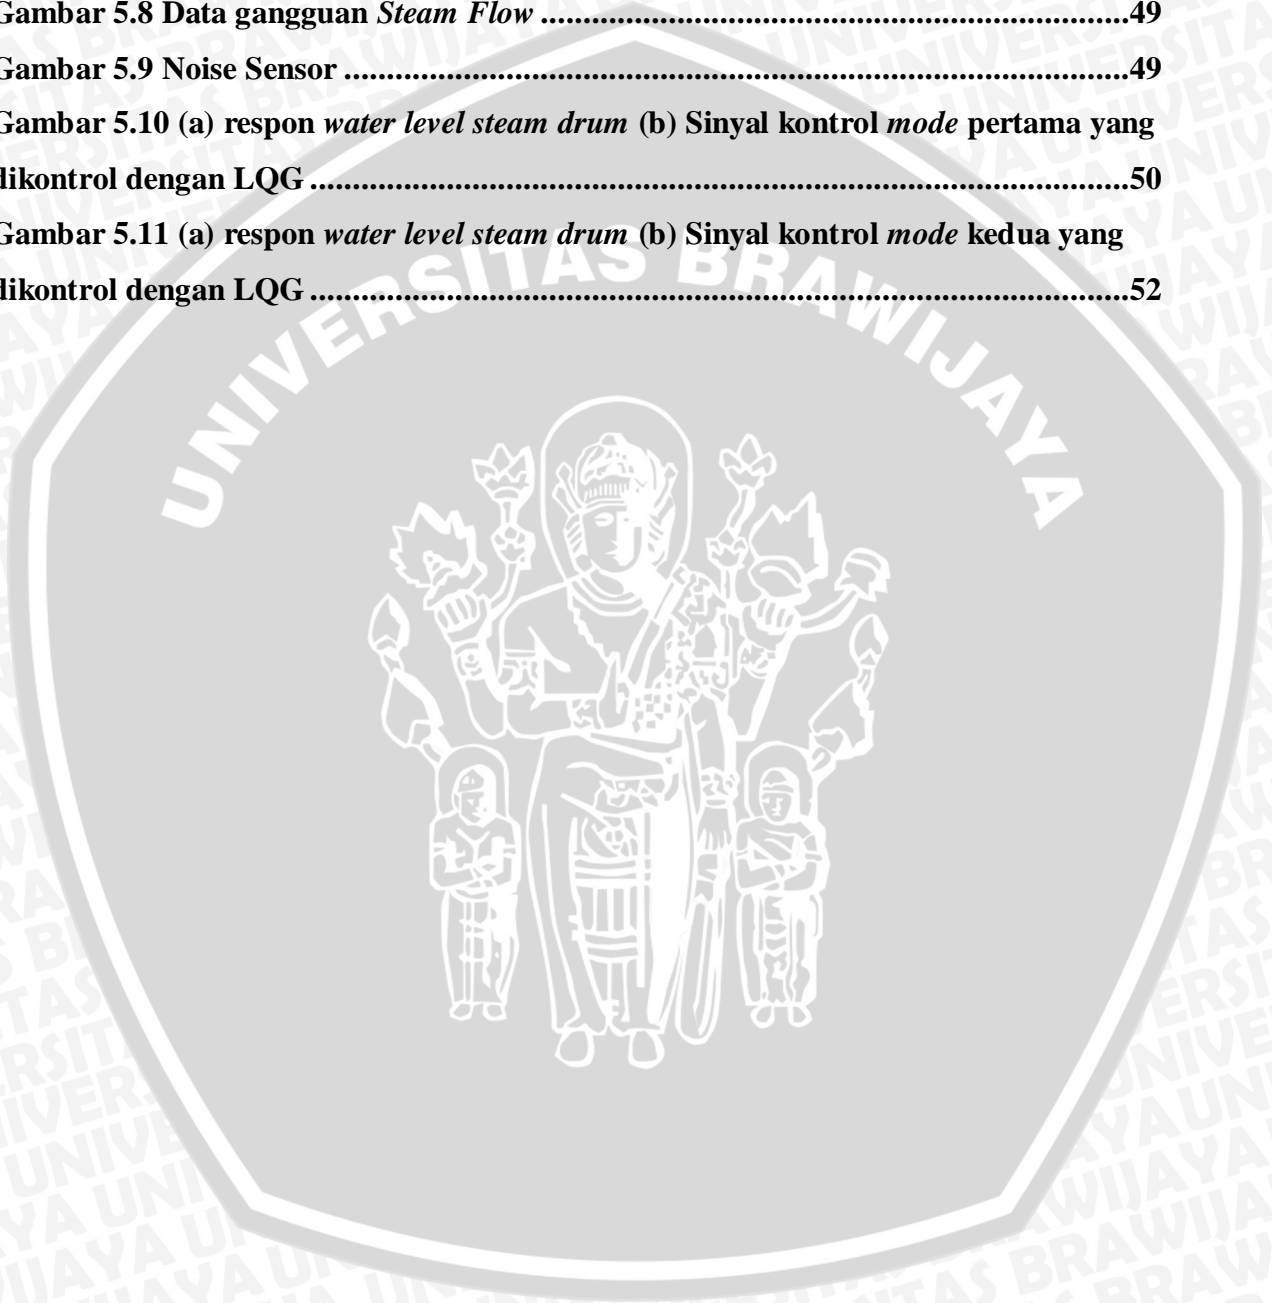 Gambar 5.8 Data gangguan Steam Flow ......................................................................49
Gambar 5.9 Noise Sensor ..............................................................................................49
Gambar 5.10 (a) respon water level steam drum (b) Sinyal kontrol mode pertama yang
dikontrol dengan LQG ..................................................................................................50
Gambar 5.11 (a) respon water level steam drum (b) Sinyal kontrol mode kedua yang
dikontrol dengan LQG ..................................................................................................52
UNIVERSITAS BRAWIJAYA